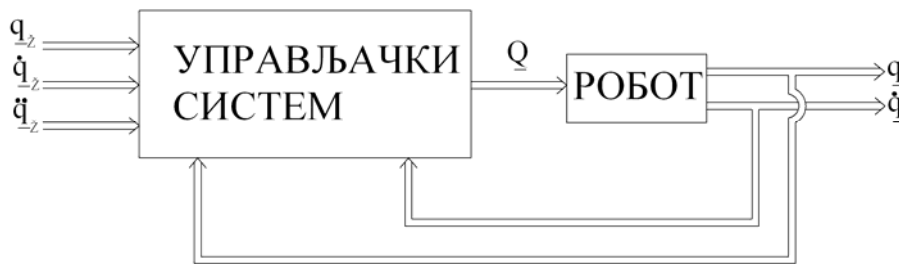 q_ž
q̇_ž
q̈_ž
УПРАВЉАЧКИ
СИСТЕМ
Q
РОБОТ
q
q̇